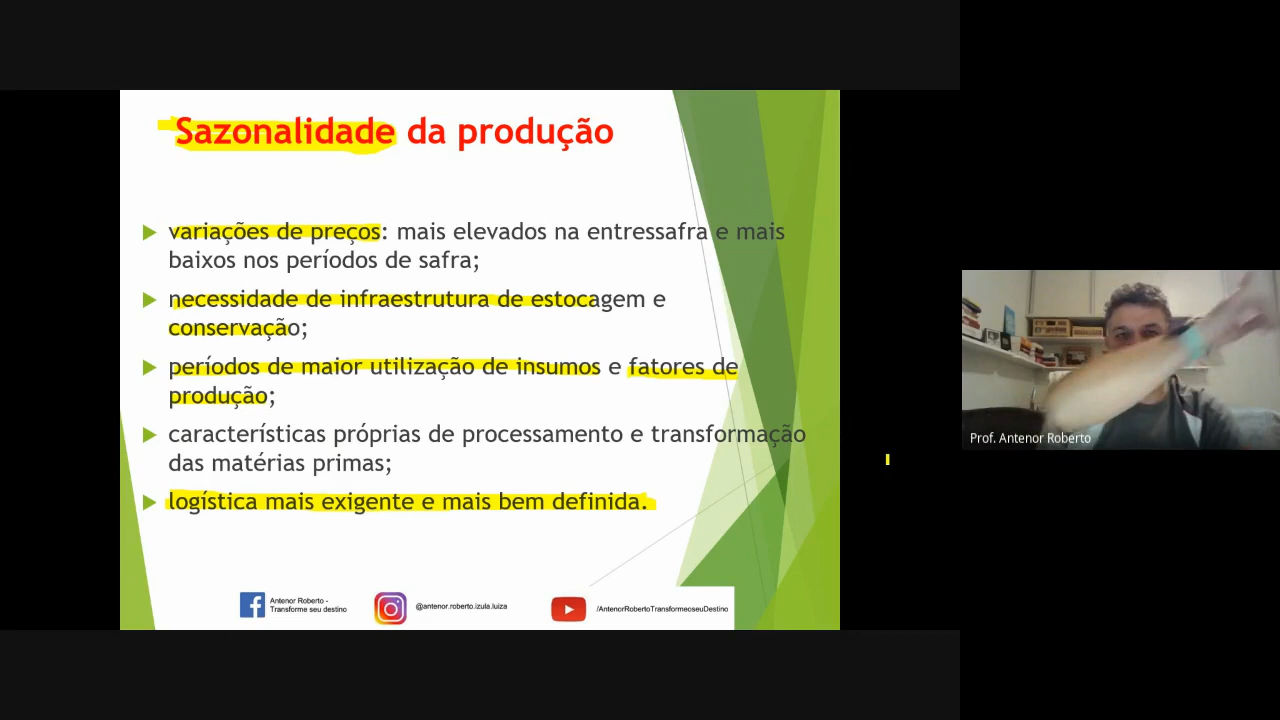 Sazonalidade da produção
variações de preços: mais elevados na entressafra e mais
baixos nos períodos de safra;
necessidade de infraestrutura de estocagem e
conservação;
períodos de maior utilização de insumos e fatores de
produção;
características próprias de processamento e transformação
das matérias primas;
logística mais exigente e mais bem definida.
Antenor Roberto -
Transforme seu destino
@antenor.roberto.izula.luiza
/AntenorRobertoTransformeoseuDestino
Prof. Antenor Roberto